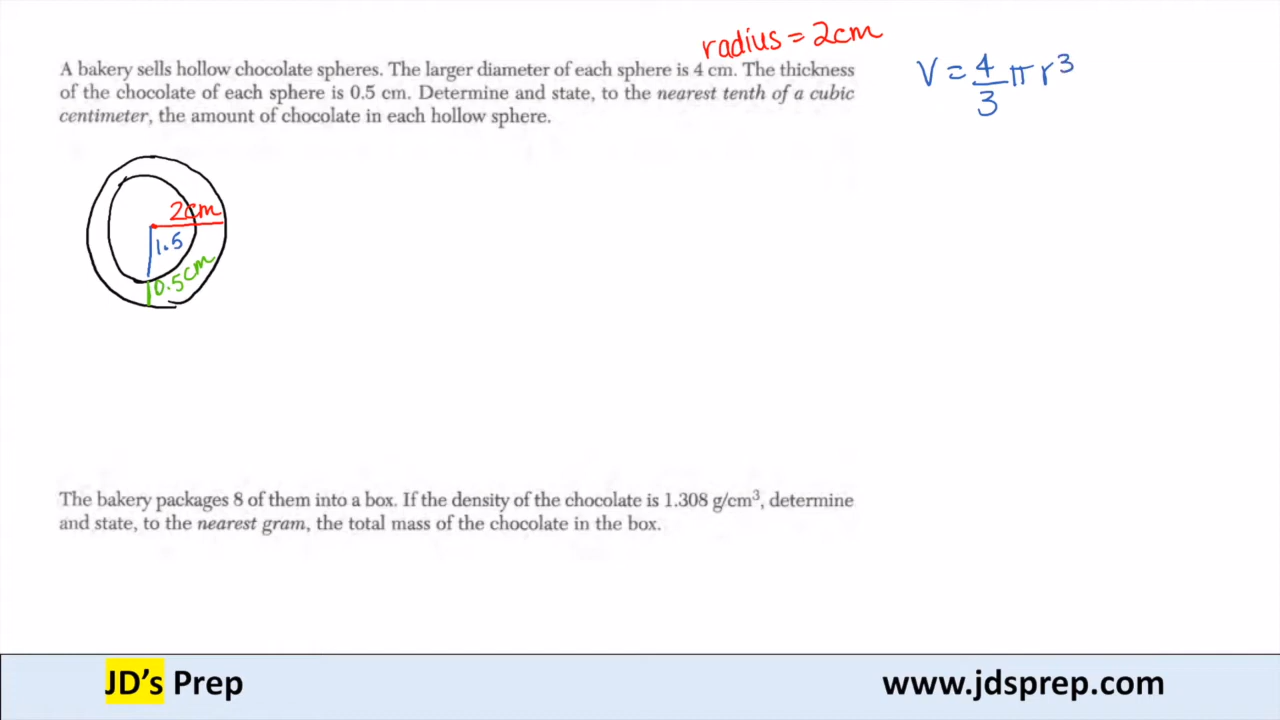 radius = 2cm
A bakery sells hollow chocolate spheres. The larger diameter of each sphere is 4 cm. The thickness
of the chocolate of each sphere is 0.5 cm. Determine and state, to the nearest tenth of a cubic
centimeter, the amount of chocolate in each hollow sphere.
V = 4/3 π r³
2cm
1.5
0.5cm
The bakery packages 8 of them into a box. If the density of the chocolate is 1.308 g/cm³, determine
and state, to the nearest gram, the total mass of the chocolate in the box.
JD’s Prep
www.jdsprep.com